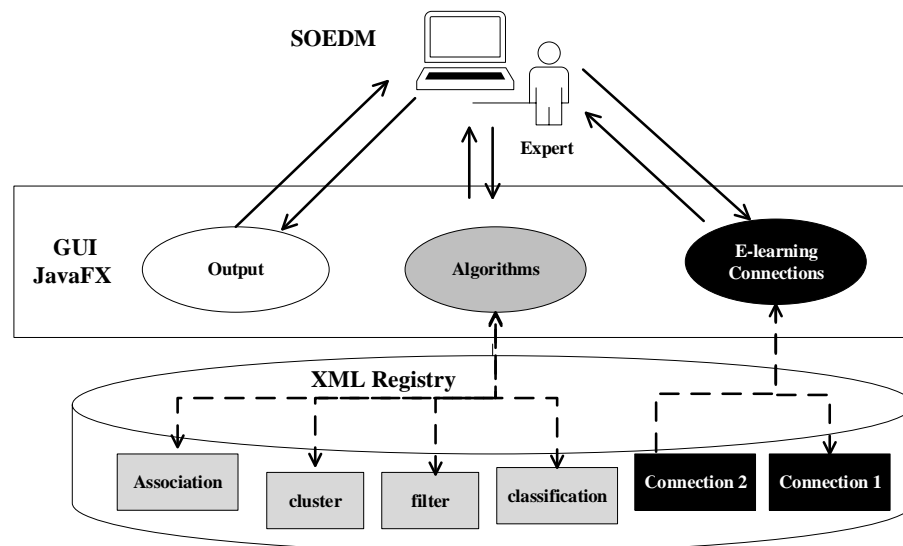 SOEDM
Expert
GUI
JavaFX
Output
Algorithms
E-learning
Connections
XML Registry
Association
cluster
filter
classification
Connection 2
Connection 1